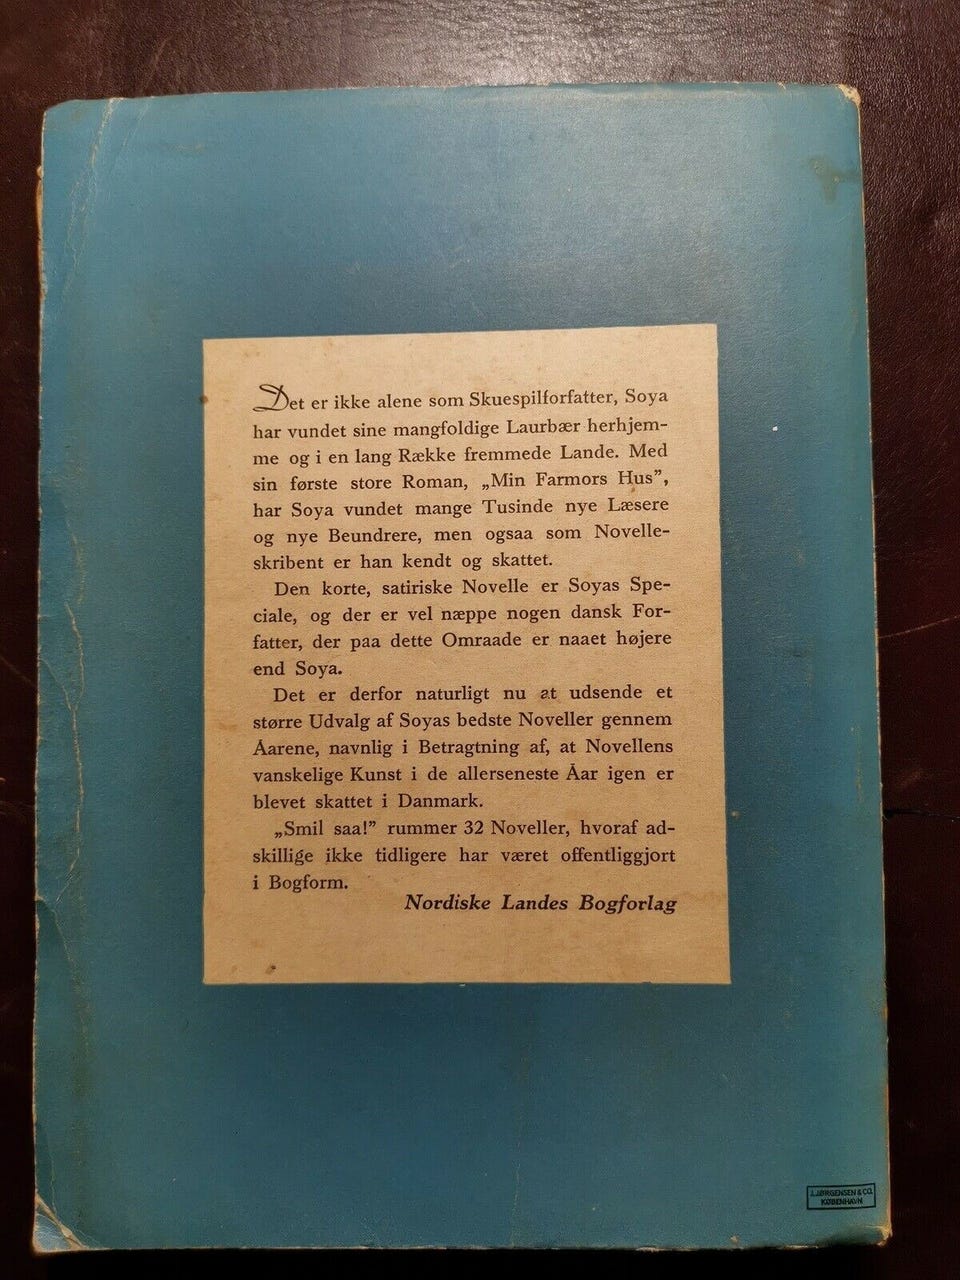 Det er ikke alene som Skuespilforfatter, Soya
har vundet sine mangfoldige Laurbær herhjem-
me og i en lang Række fremmede Lande. Med
sin første store Roman, „Min Farmors Hus”,
har Soya vundet mange Tusinde nye Læsere
og nye Beundrere, men ogsaa som Novelle-
skribent er han kendt og skattet.
Den korte, satiriske Novelle er Soyas Spe-
ciale, og der er vel næppe nogen dansk For-
fatter, der paa dette Omraade er naaet højere
end Soya.
Det er derfor naturligt nu at udsende et
større Udvalg af Soyas bedste Noveller gennem
Aarene, navnlig i Betragtning af, at Novellens
vanskelige Kunst i de allerseneste Aar igen er
blevet skattet i Danmark.
„Smil saa!” rummer 32 Noveller, hvoraf ad-
skillige ikke tidligere har været offentliggjort
i Bogform.
Nordiske Landes Bogforlag
J. JØRGENSEN & CO.
KØBENHAVN